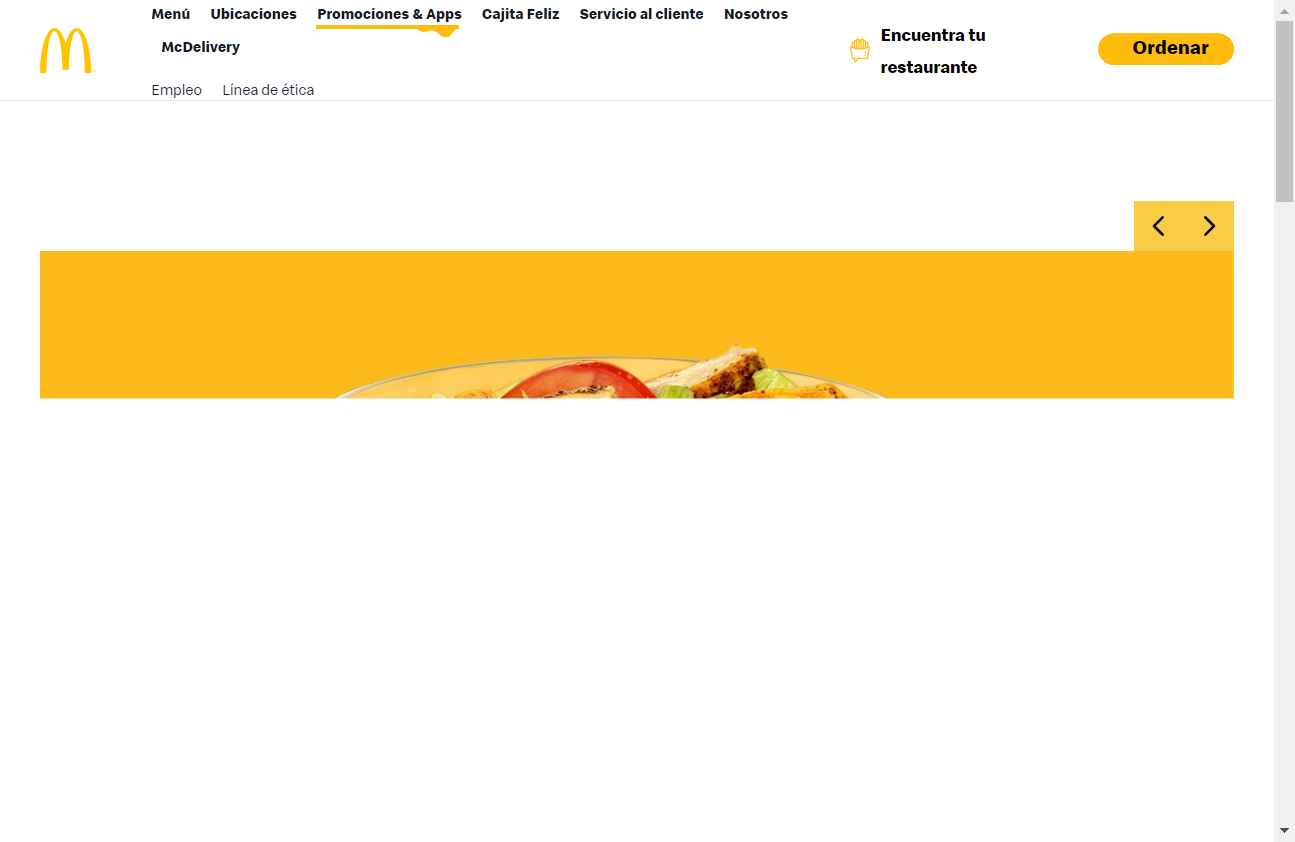 Menú Ubicaciones Promociones & Apps Cajita Feliz Servicio al cliente Nosotros
McDelivery
Empleo Línea de ética
Encuentra tu
restaurante
Ordenar